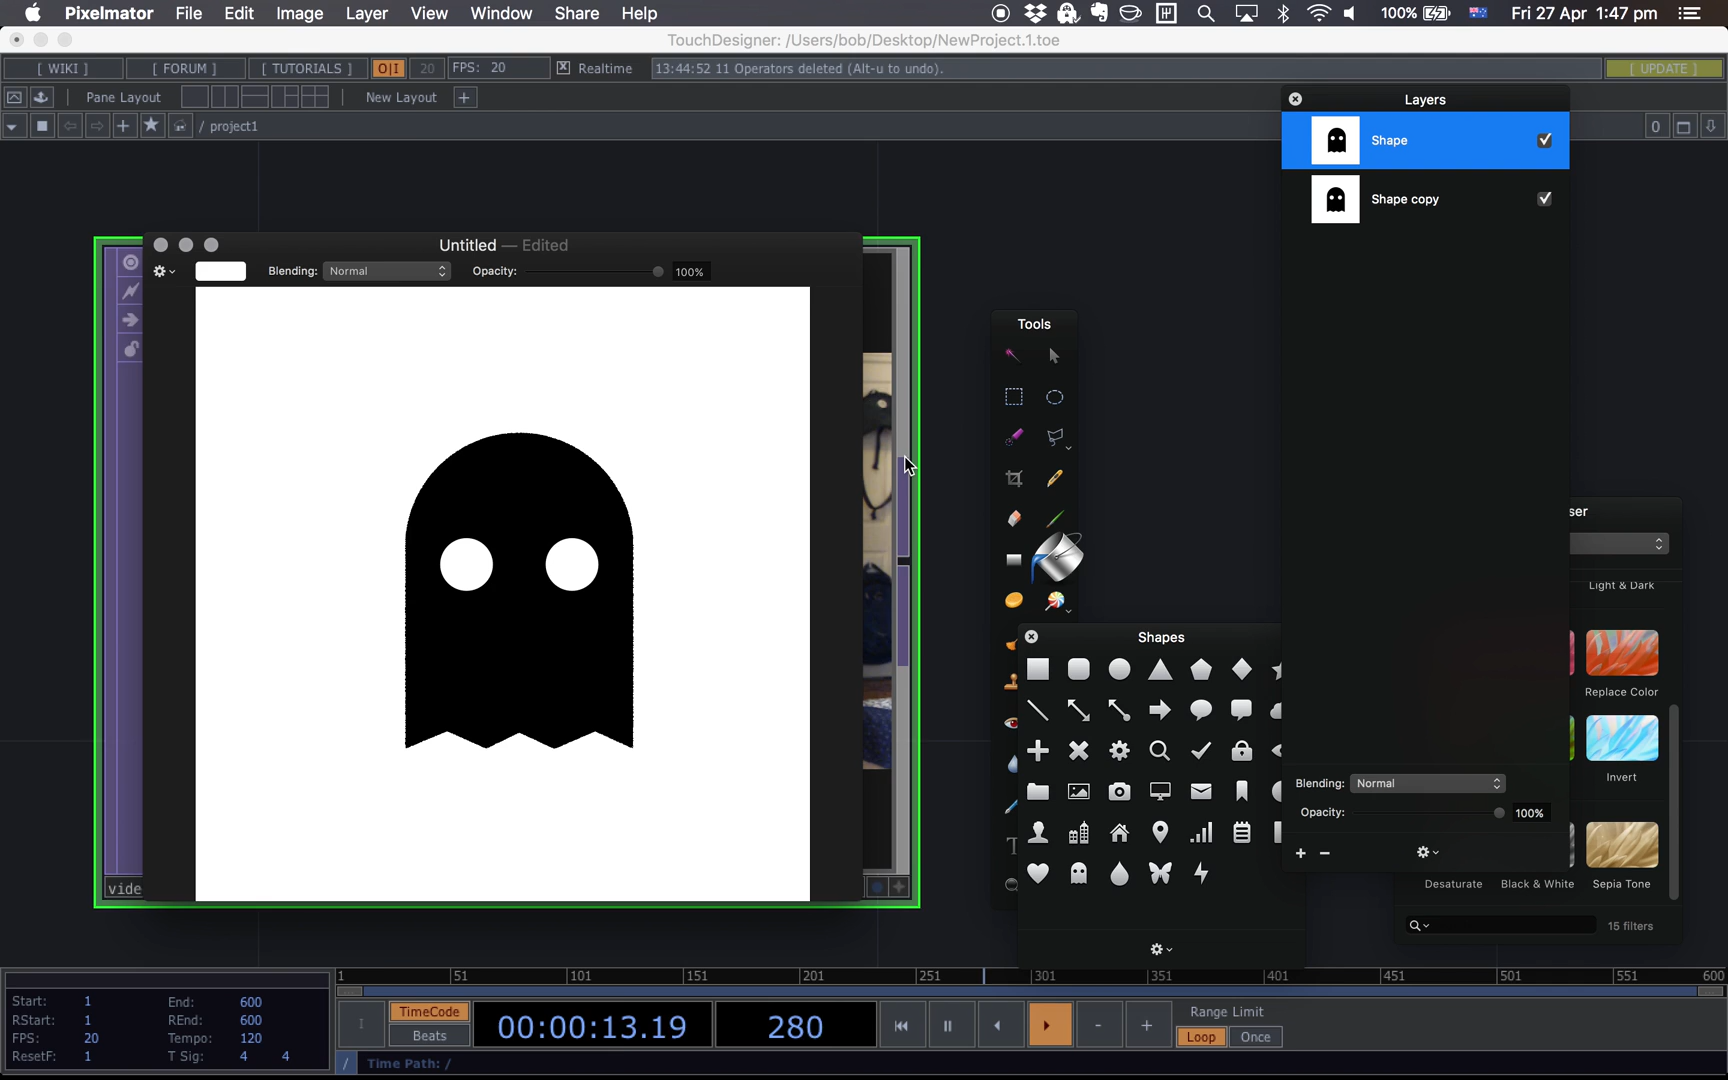 Pixelmator File Edit Image Layer View Window Share Help 100% Fri 27 Apr 1:47 pm
TouchDesigner: /Users/bob/Desktop/NewProject.1.toe
[ WIKI ] [ FORUM ] [ TUTORIALS ] O|I 20 FPS: 20 Realtime 13:44:52 11 Operators deleted (Alt-u to undo). [ UPDATE ]
Pane Layout New Layout +
/ project1 0
Layers
Shape
Shape copy
Untitled — Edited
Blending: Normal Opacity: 100%
Tools
ser
Light & Dark
Shapes
Replace Color
Invert
Blending: Normal
Opacity: 100%
Desaturate Black & White Sepia Tone
vide
15 filters
1 51 101 151 201 251 301 351 401 451 501 551 600
Start: 1 End: 600
RStart: 1 REnd: 600
FPS: 20 Tempo: 120
ResetF: 1 T Sig: 4 4
TimeCode
Beats
00:00:13.19 280
Range Limit
Loop Once
/ Time Path: /